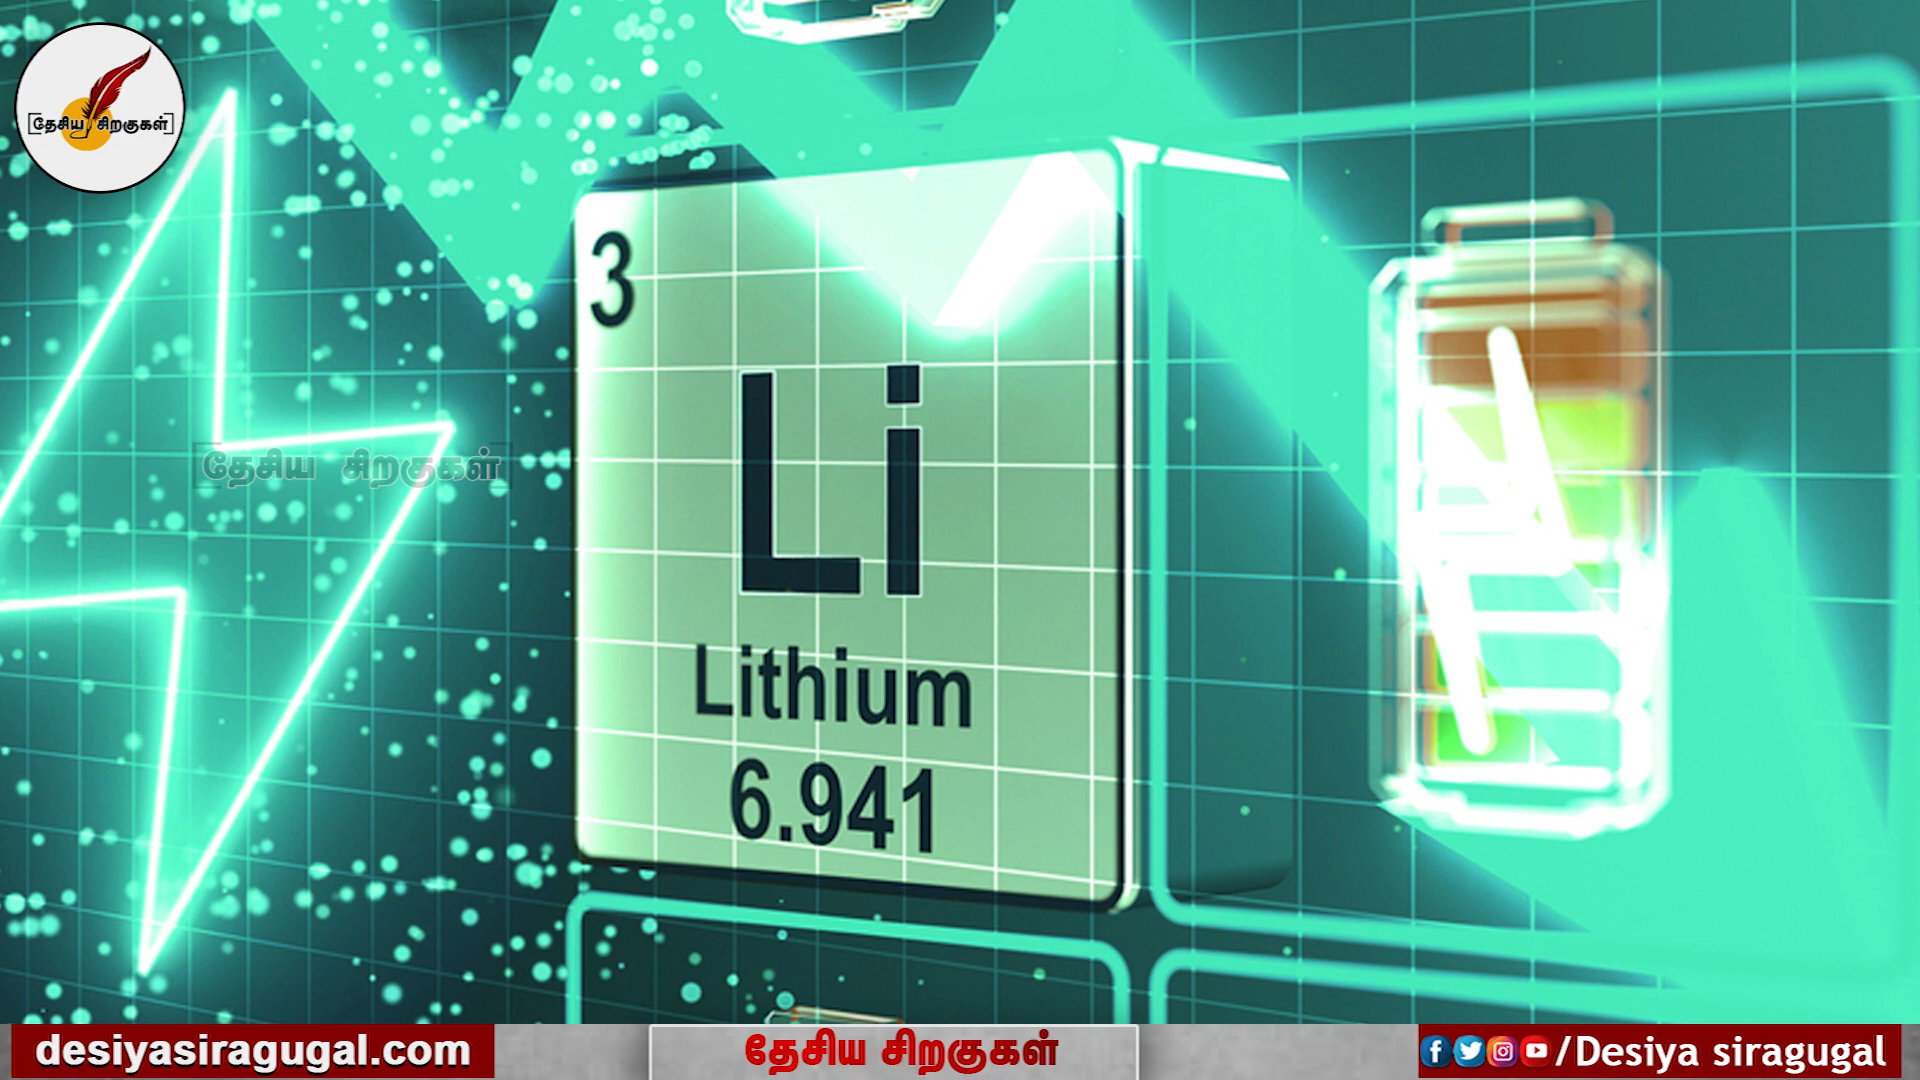 தேசிய சிறகுகள்
3
Li
தேசிய சிறகுகள்
Lithium
6.941
desiyasiragugal.com
தேசிய சிறகுகள்
/Desiya siragugal